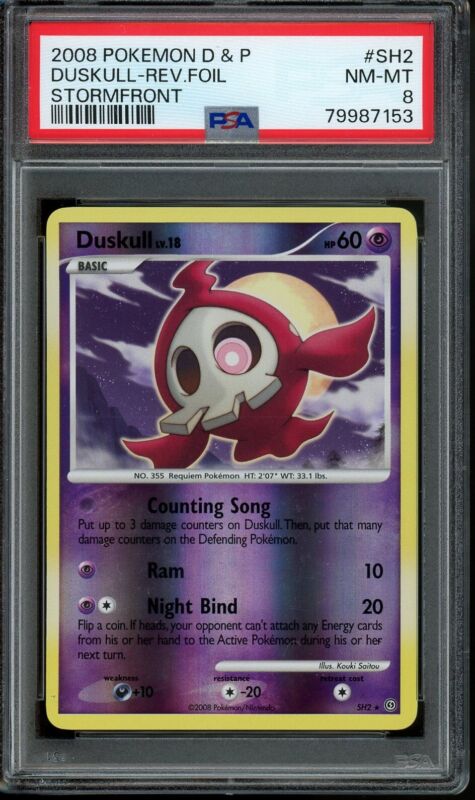 2008 POKEMON D & P #SH2
DUSKULL-REV.FOIL NM-MT
STORMFRONT 8
PSA 79987153
Duskull LV.18 HP 60
BASIC
NO. 355 Requiem Pokémon HT: 2'07" WT: 33.1 lbs.
Counting Song
Put up to 3 damage counters on Duskull. Then, put that many
damage counters on the Defending Pokémon.
Ram 10
Night Bind 20
Flip a coin. If heads, your opponent can't attach any Energy cards
from his or her hand to the Active Pokémon during his or her
next turn.
Illus. Kouki Saitou
weakness resistance retreat cost
+10 -20
©2008 Pokémon/Nintendo SH2 ★
PSA